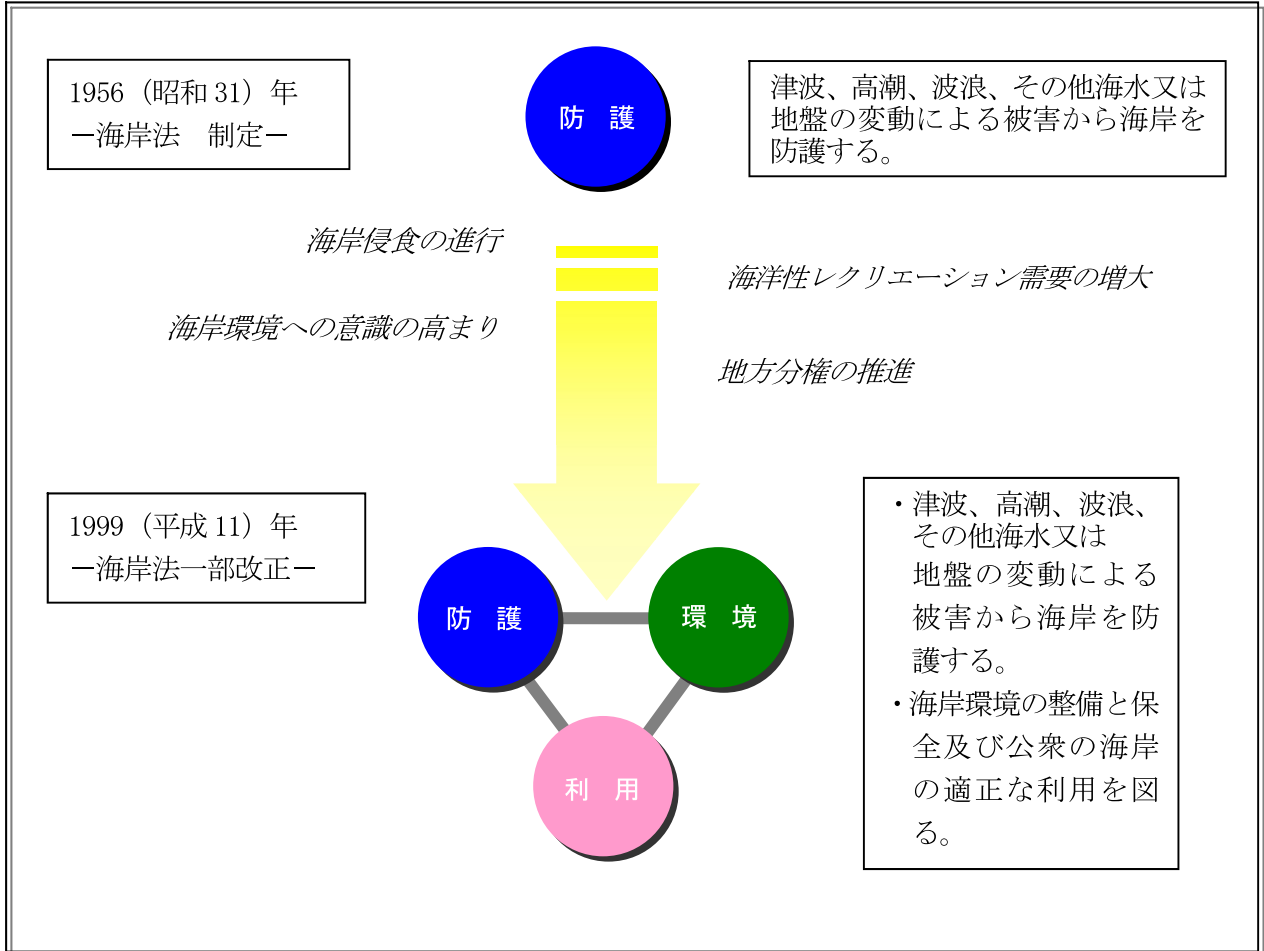 1956（昭和 31）年
－海岸法　制定－
防　護
津波、高潮、波浪、その他海水又は
地盤の変動による被害から海岸を
防護する。
海岸侵食の進行
海洋性レクリエーション需要の増大
海岸環境への意識の高まり
地方分権の推進
1999（平成 11）年
－海岸法一部改正－
防　護
環　境
利　用
・津波、高潮、波浪、
その他海水又は
地盤の変動による
被害から海岸を防
護する。
・海岸環境の整備と保
全及び公衆の海岸
の適正な利用を図
る。